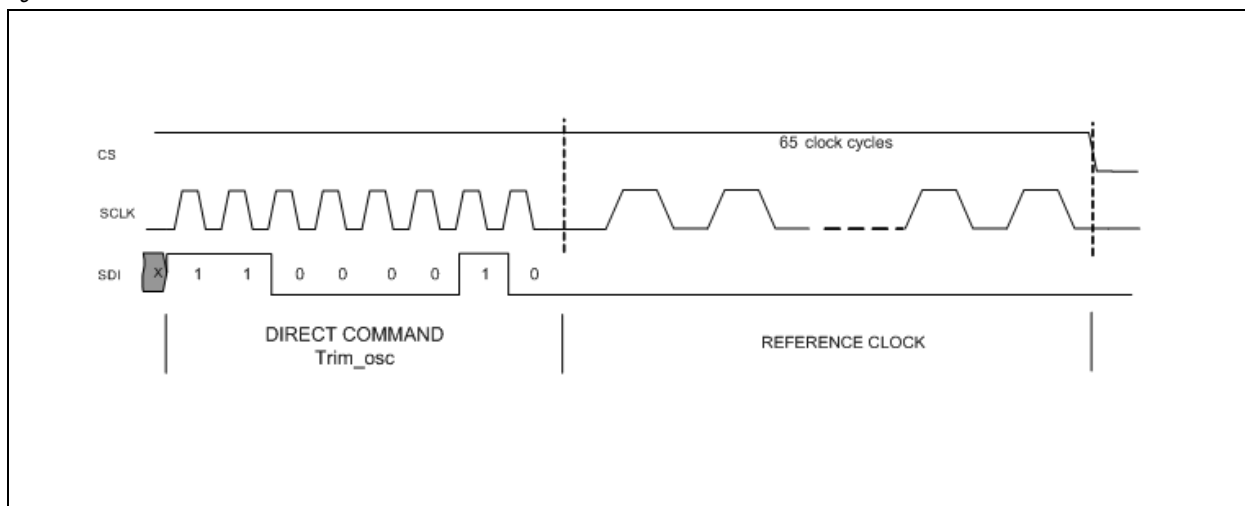 65 clock cycles
CS
SCLK
SDI X 1 1 0 0 0 0 1 0
DIRECT COMMAND
Trim_osc
REFERENCE CLOCK